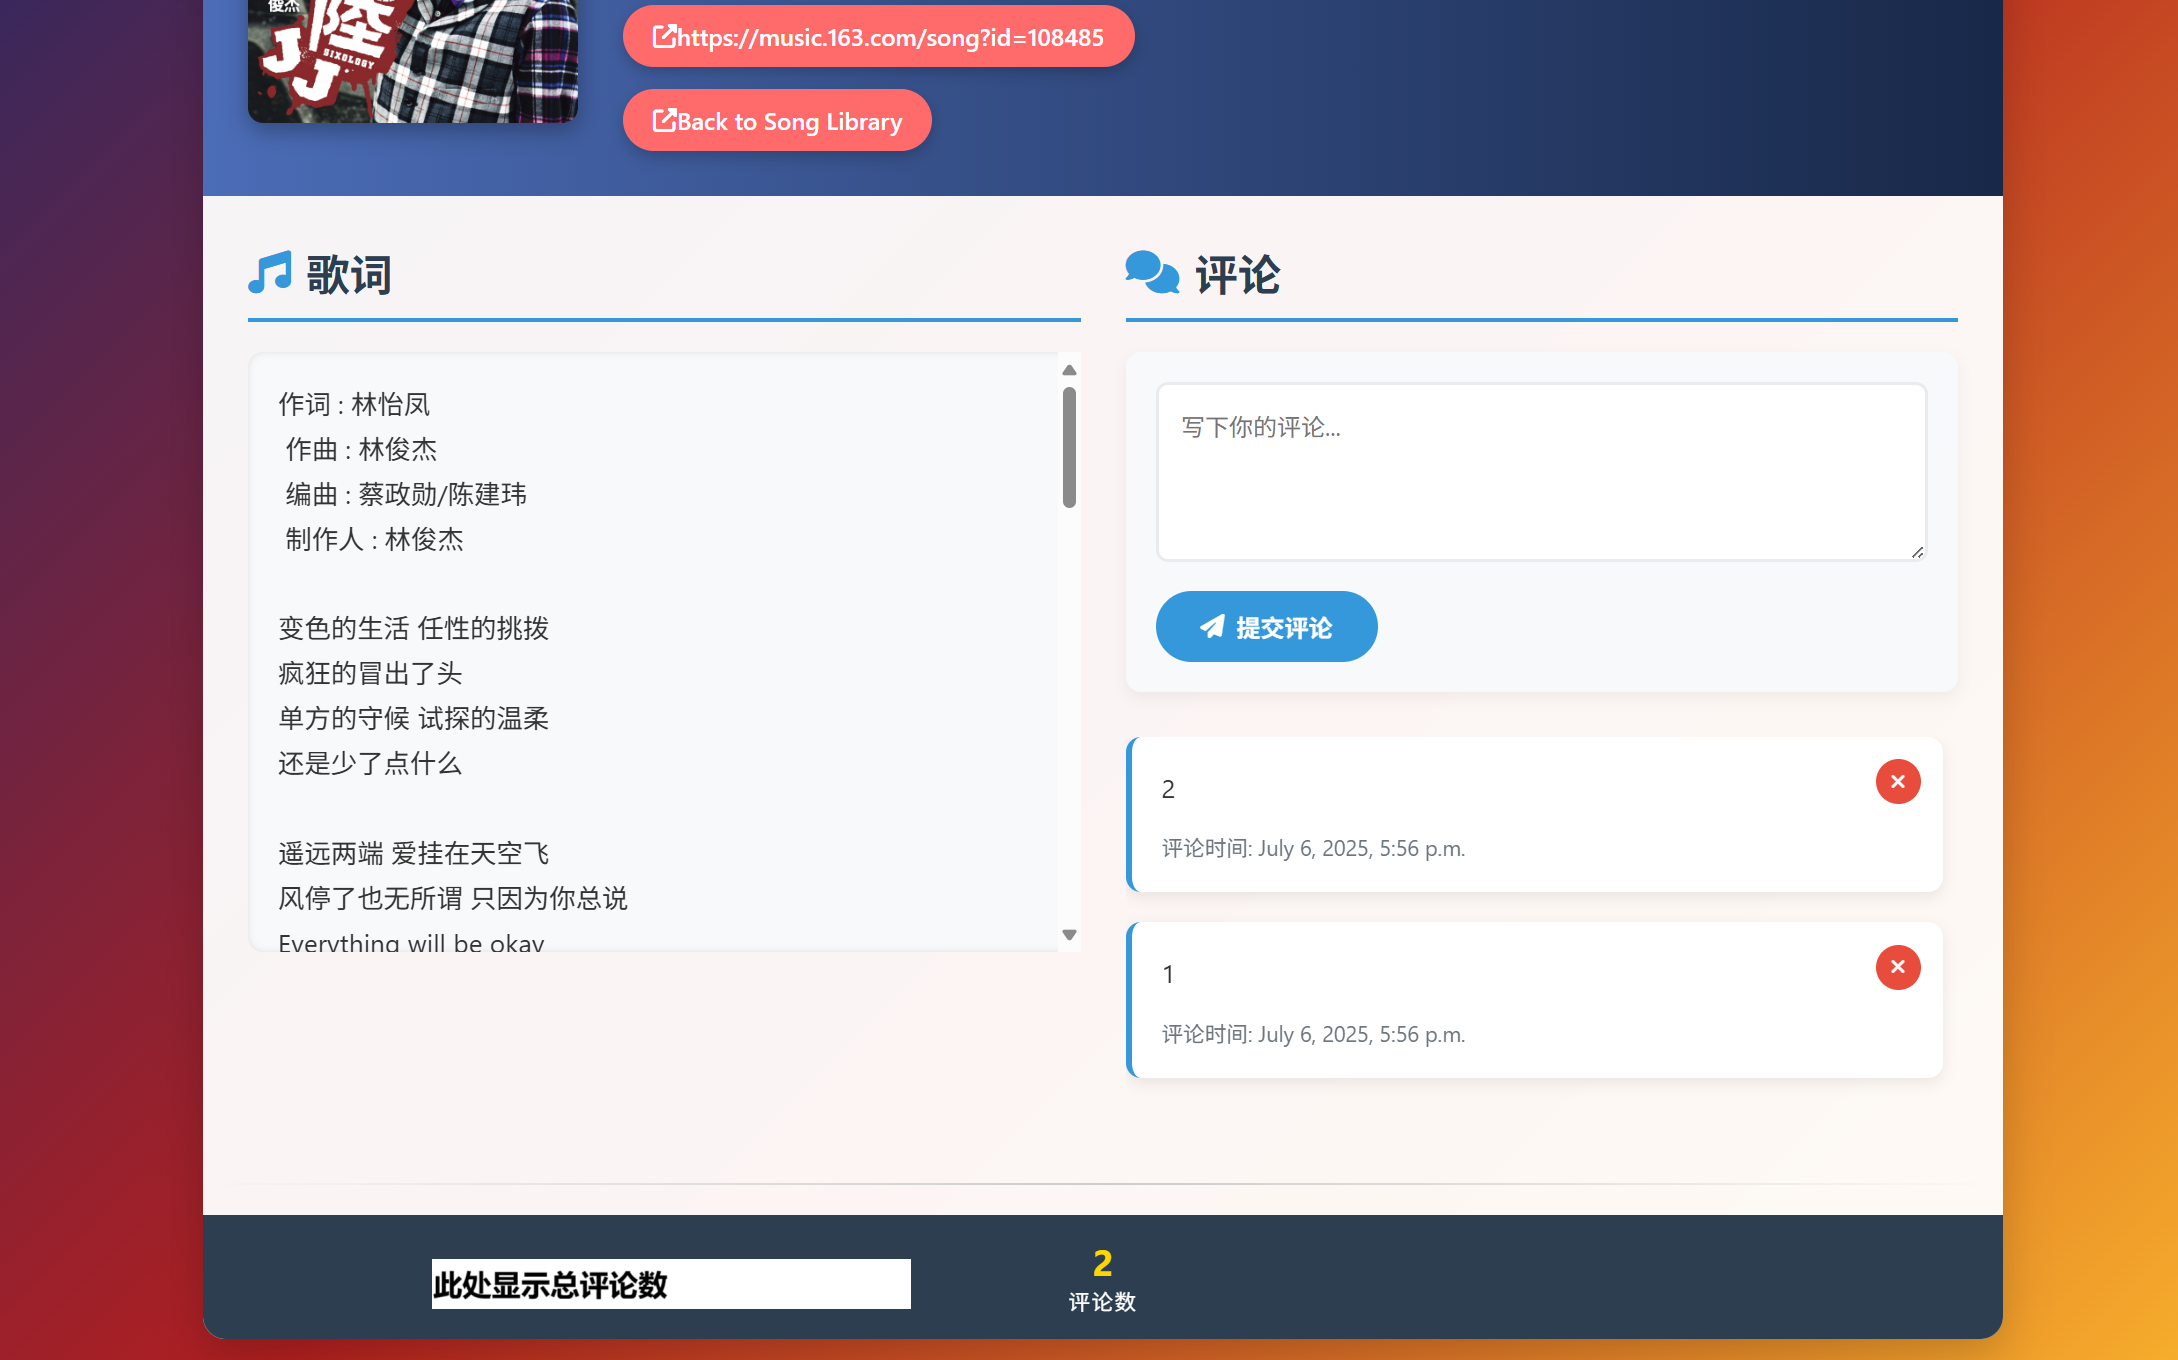 俊杰
陸
SIXOLOGY
JJ
https://music.163.com/song?id=108485
Back to Song Library
歌词
作词 : 林怡凤
作曲 : 林俊杰
编曲 : 蔡政勋/陈建玮
制作人 : 林俊杰
变色的生活 任性的挑拨
疯狂的冒出了头
单方的守候 试探的温柔
还是少了点什么
遥远两端 爱挂在天空飞
风停了也无所谓 只因为你总说
Everything will be okay
评论
写下你的评论...
提交评论
2
评论时间: July 6, 2025, 5:56 p.m.
1
评论时间: July 6, 2025, 5:56 p.m.
此处显示总评论数
2
评论数